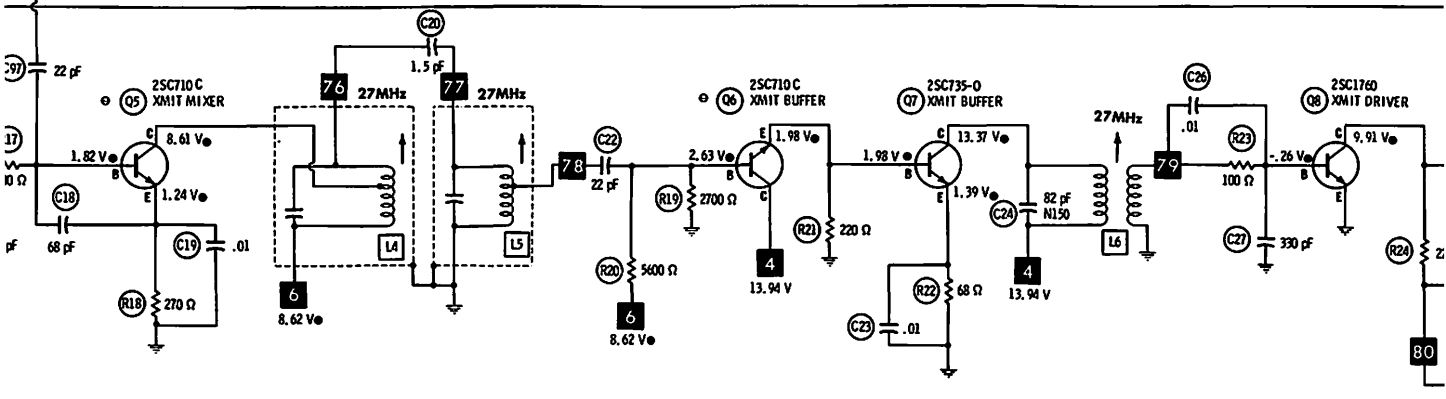 C97
22 pF
2SC710 C
Q5
XMIT MIXER
C
8.61 V
1.82 V
B
E
1.24 V
C18
68 pF
pF
C19
.01
R18
270 Ω
C20
1.5 pF
76
27MHz
77
27MHz
L4
L5
6
8.62 V
78
C22
22 pF
R19
2700 Ω
R20
5600 Ω
6
8.62 V
2SC710 C
Q6
XMIT BUFFER
E
1.98 V
2.63 V
B
C
4
13.94 V
R21
220 Ω
2SC735-O
Q7
XMIT BUFFER
C
13.37 V
1.98 V
B
E
1.39 V
C23
.01
R22
68 Ω
C24
82 pF
N150
4
13.94 V
27MHz
L6
79
C26
.01
R23
100 Ω
C27
330 pF
2SC1760
Q8
XMIT DRIVER
C
9.91 V
-.26 V
B
E
R24
80